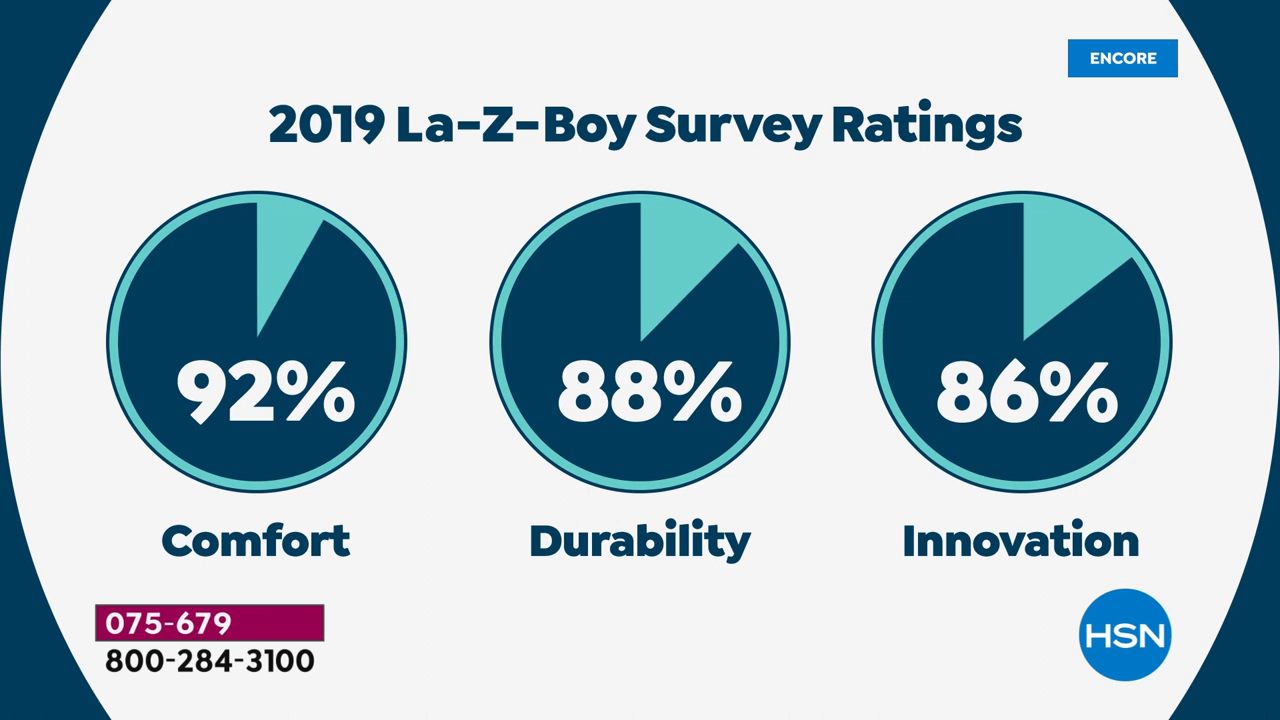 ENCORE
2019 La-Z-Boy Survey Ratings
92%
88%
86%
Comfort
Durability
Innovation
075-679
800-284-3100
HSN